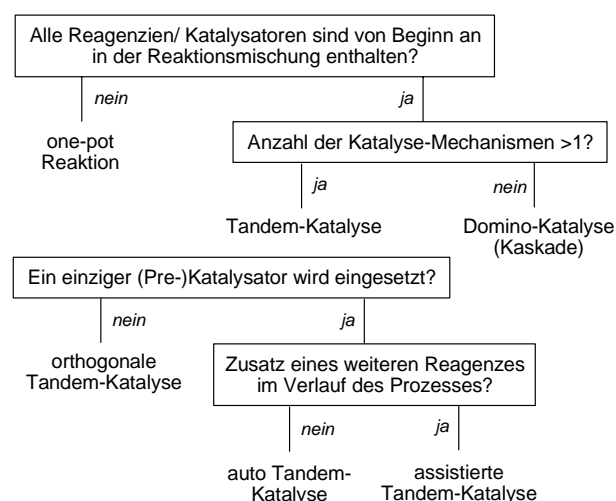 Alle Reagenzien/ Katalysatoren sind von Beginn an
in der Reaktionsmischung enthalten?
nein
ja
one-pot
Reaktion
Anzahl der Katalyse-Mechanismen >1?
ja
nein
Tandem-Katalyse
Domino-Katalyse
(Kaskade)
Ein einziger (Pre-)Katalysator wird eingesetzt?
nein
ja
orthogonale
Tandem-Katalyse
Zusatz eines weiteren Reagenzes
im Verlauf des Prozesses?
nein
ja
auto Tandem-
Katalyse
assistierte
Tandem-Katalyse